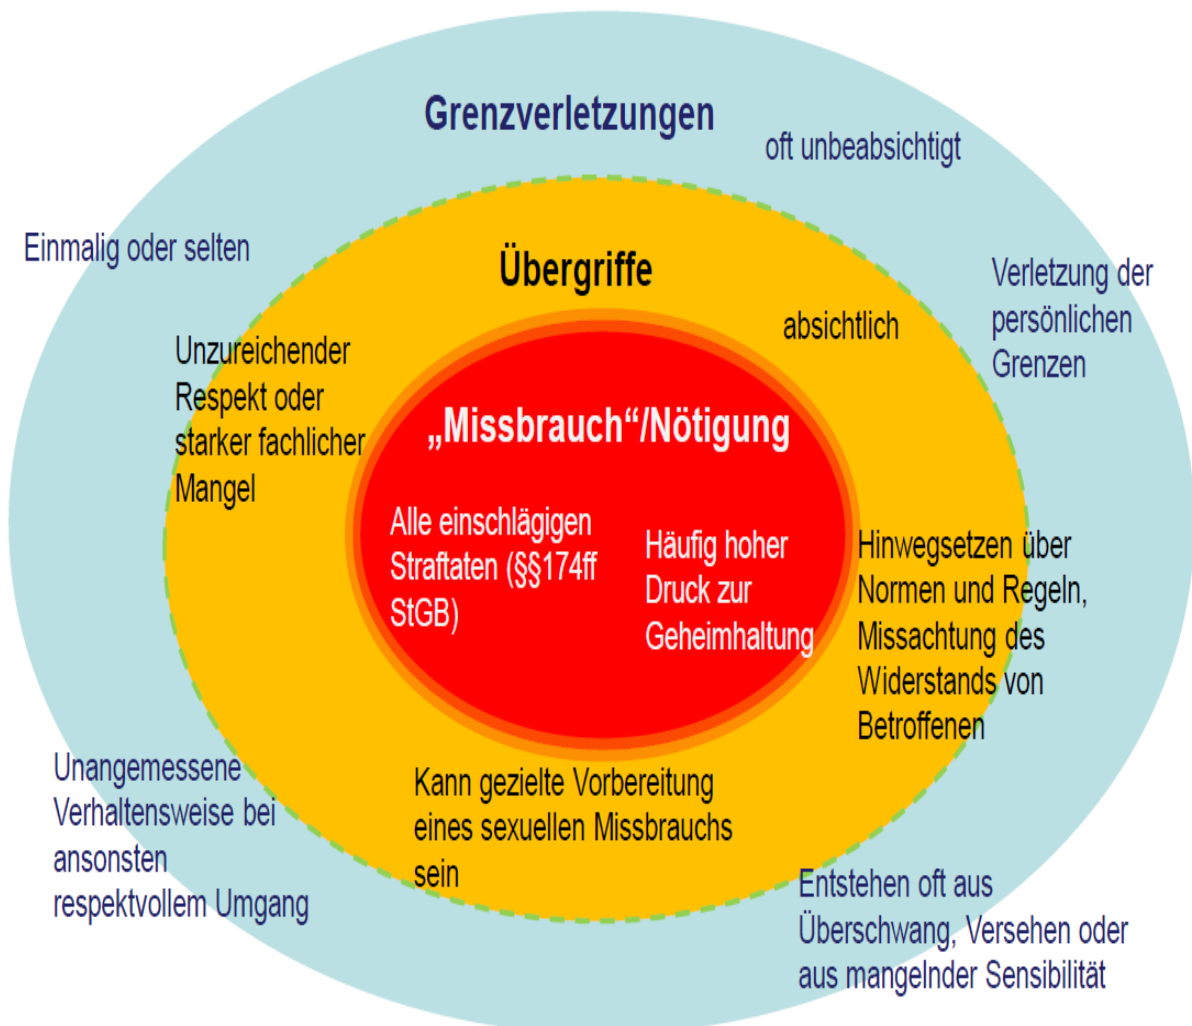 Grenzverletzungen
oft unbeabsichtigt
Einmalig oder selten
Verletzung der
persönlichen
Grenzen
Übergriffe
absichtlich
Unzureichender
Respekt oder
starker fachlicher
Mangel
„Missbrauch“/Nötigung
Alle einschlägigen
Straftaten (§§174ff
StGB)
Häufig hoher
Druck zur
Geheimhaltung
Hinwegsetzen über
Normen und Regeln,
Missachtung des
Widerstands von
Betroffenen
Unangemessene
Verhaltensweise bei
ansonsten
respektvollem Umgang
Kann gezielte Vorbereitung
eines sexuellen Missbrauchs
sein
Entstehen oft aus
Überschwang, Versehen oder
aus mangelnder Sensibilität